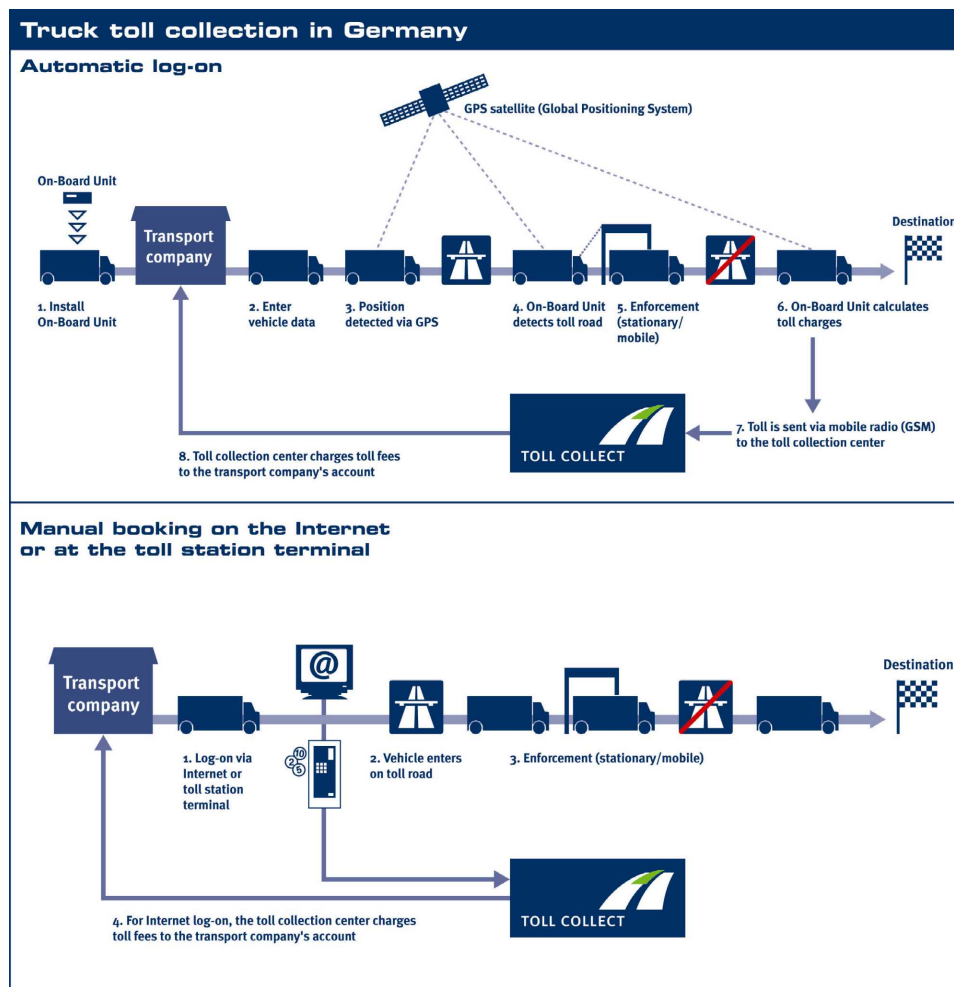 Truck toll collection in Germany
Automatic log-on
GPS satellite (Global Positioning System)
On-Board Unit
Transport
company
Destination
1. Install
On-Board Unit
2. Enter
vehicle data
3. Position
detected via GPS
4. On-Board Unit
detects toll road
5. Enforcement
(stationary/
mobile)
6. On-Board Unit calculates
toll charges
7. Toll is sent via mobile radio (GSM)
to the toll collection center
TOLL COLLECT
8. Toll collection center charges toll fees
to the transport company's account
Manual booking on the Internet
or at the toll station terminal
Transport
company
@
Destination
1. Log-on via
Internet or
toll station
terminal
10
2
5
2. Vehicle enters
on toll road
3. Enforcement (stationary/mobile)
TOLL COLLECT
4. For Internet log-on, the toll collection center charges
toll fees to the transport company's account